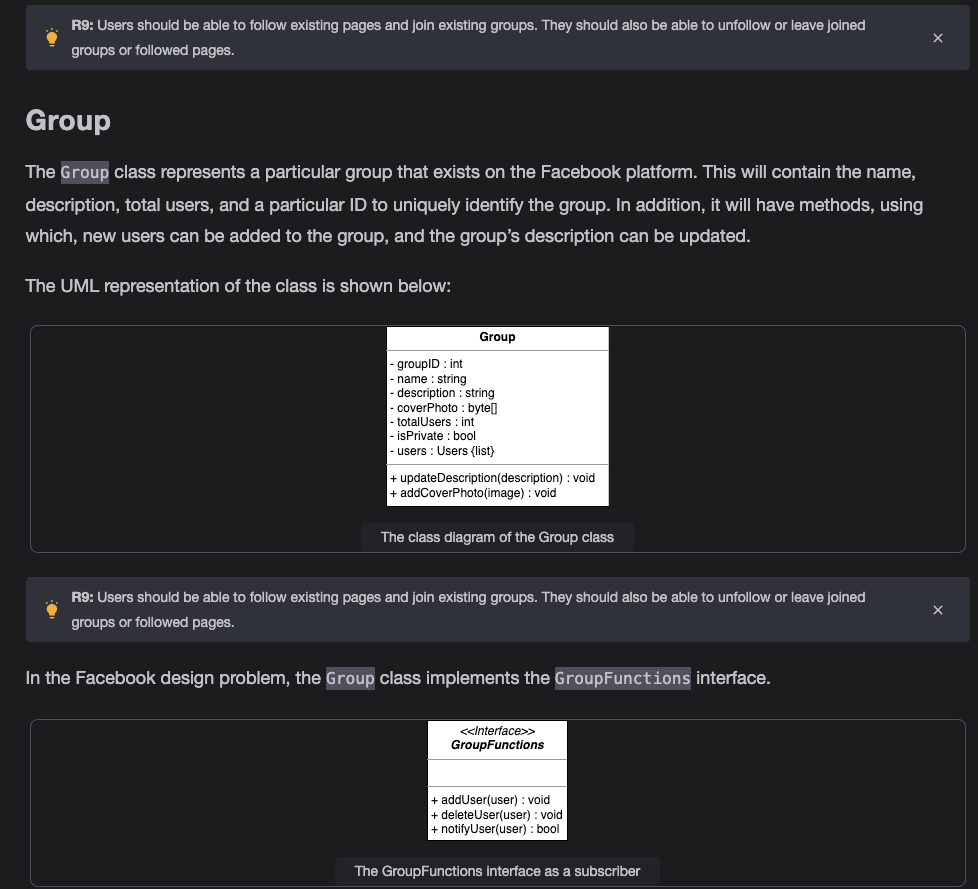 R9: Users should be able to follow existing pages and join existing groups. They should also be able to unfollow or leave joined
groups or followed pages.
Group
The Group class represents a particular group that exists on the Facebook platform. This will contain the name,
description, total users, and a particular ID to uniquely identify the group. In addition, it will have methods, using
which, new users can be added to the group, and the group’s description can be updated.
The UML representation of the class is shown below:
Group
- groupID : int
- name : string
- description : string
- coverPhoto : byte[]
- totalUsers : int
- isPrivate : bool
- users : Users {list}
+ updateDescription(description) : void
+ addCoverPhoto(image) : void
The class diagram of the Group class
R9: Users should be able to follow existing pages and join existing groups. They should also be able to unfollow or leave joined
groups or followed pages.
In the Facebook design problem, the Group class implements the GroupFunctions interface.
<<Interface>>
GroupFunctions
+ addUser(user) : void
+ deleteUser(user) : void
+ notifyUser(user) : bool
The GroupFunctions interface as a subscriber